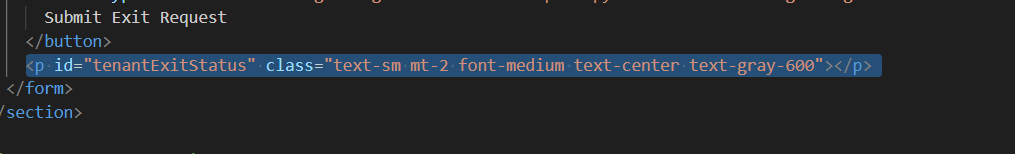 Submit Exit Request
</button>
<p id="tenantExitStatus" class="text-sm mt-2 font-medium text-center text-gray-600"></p>
</form>
/section>